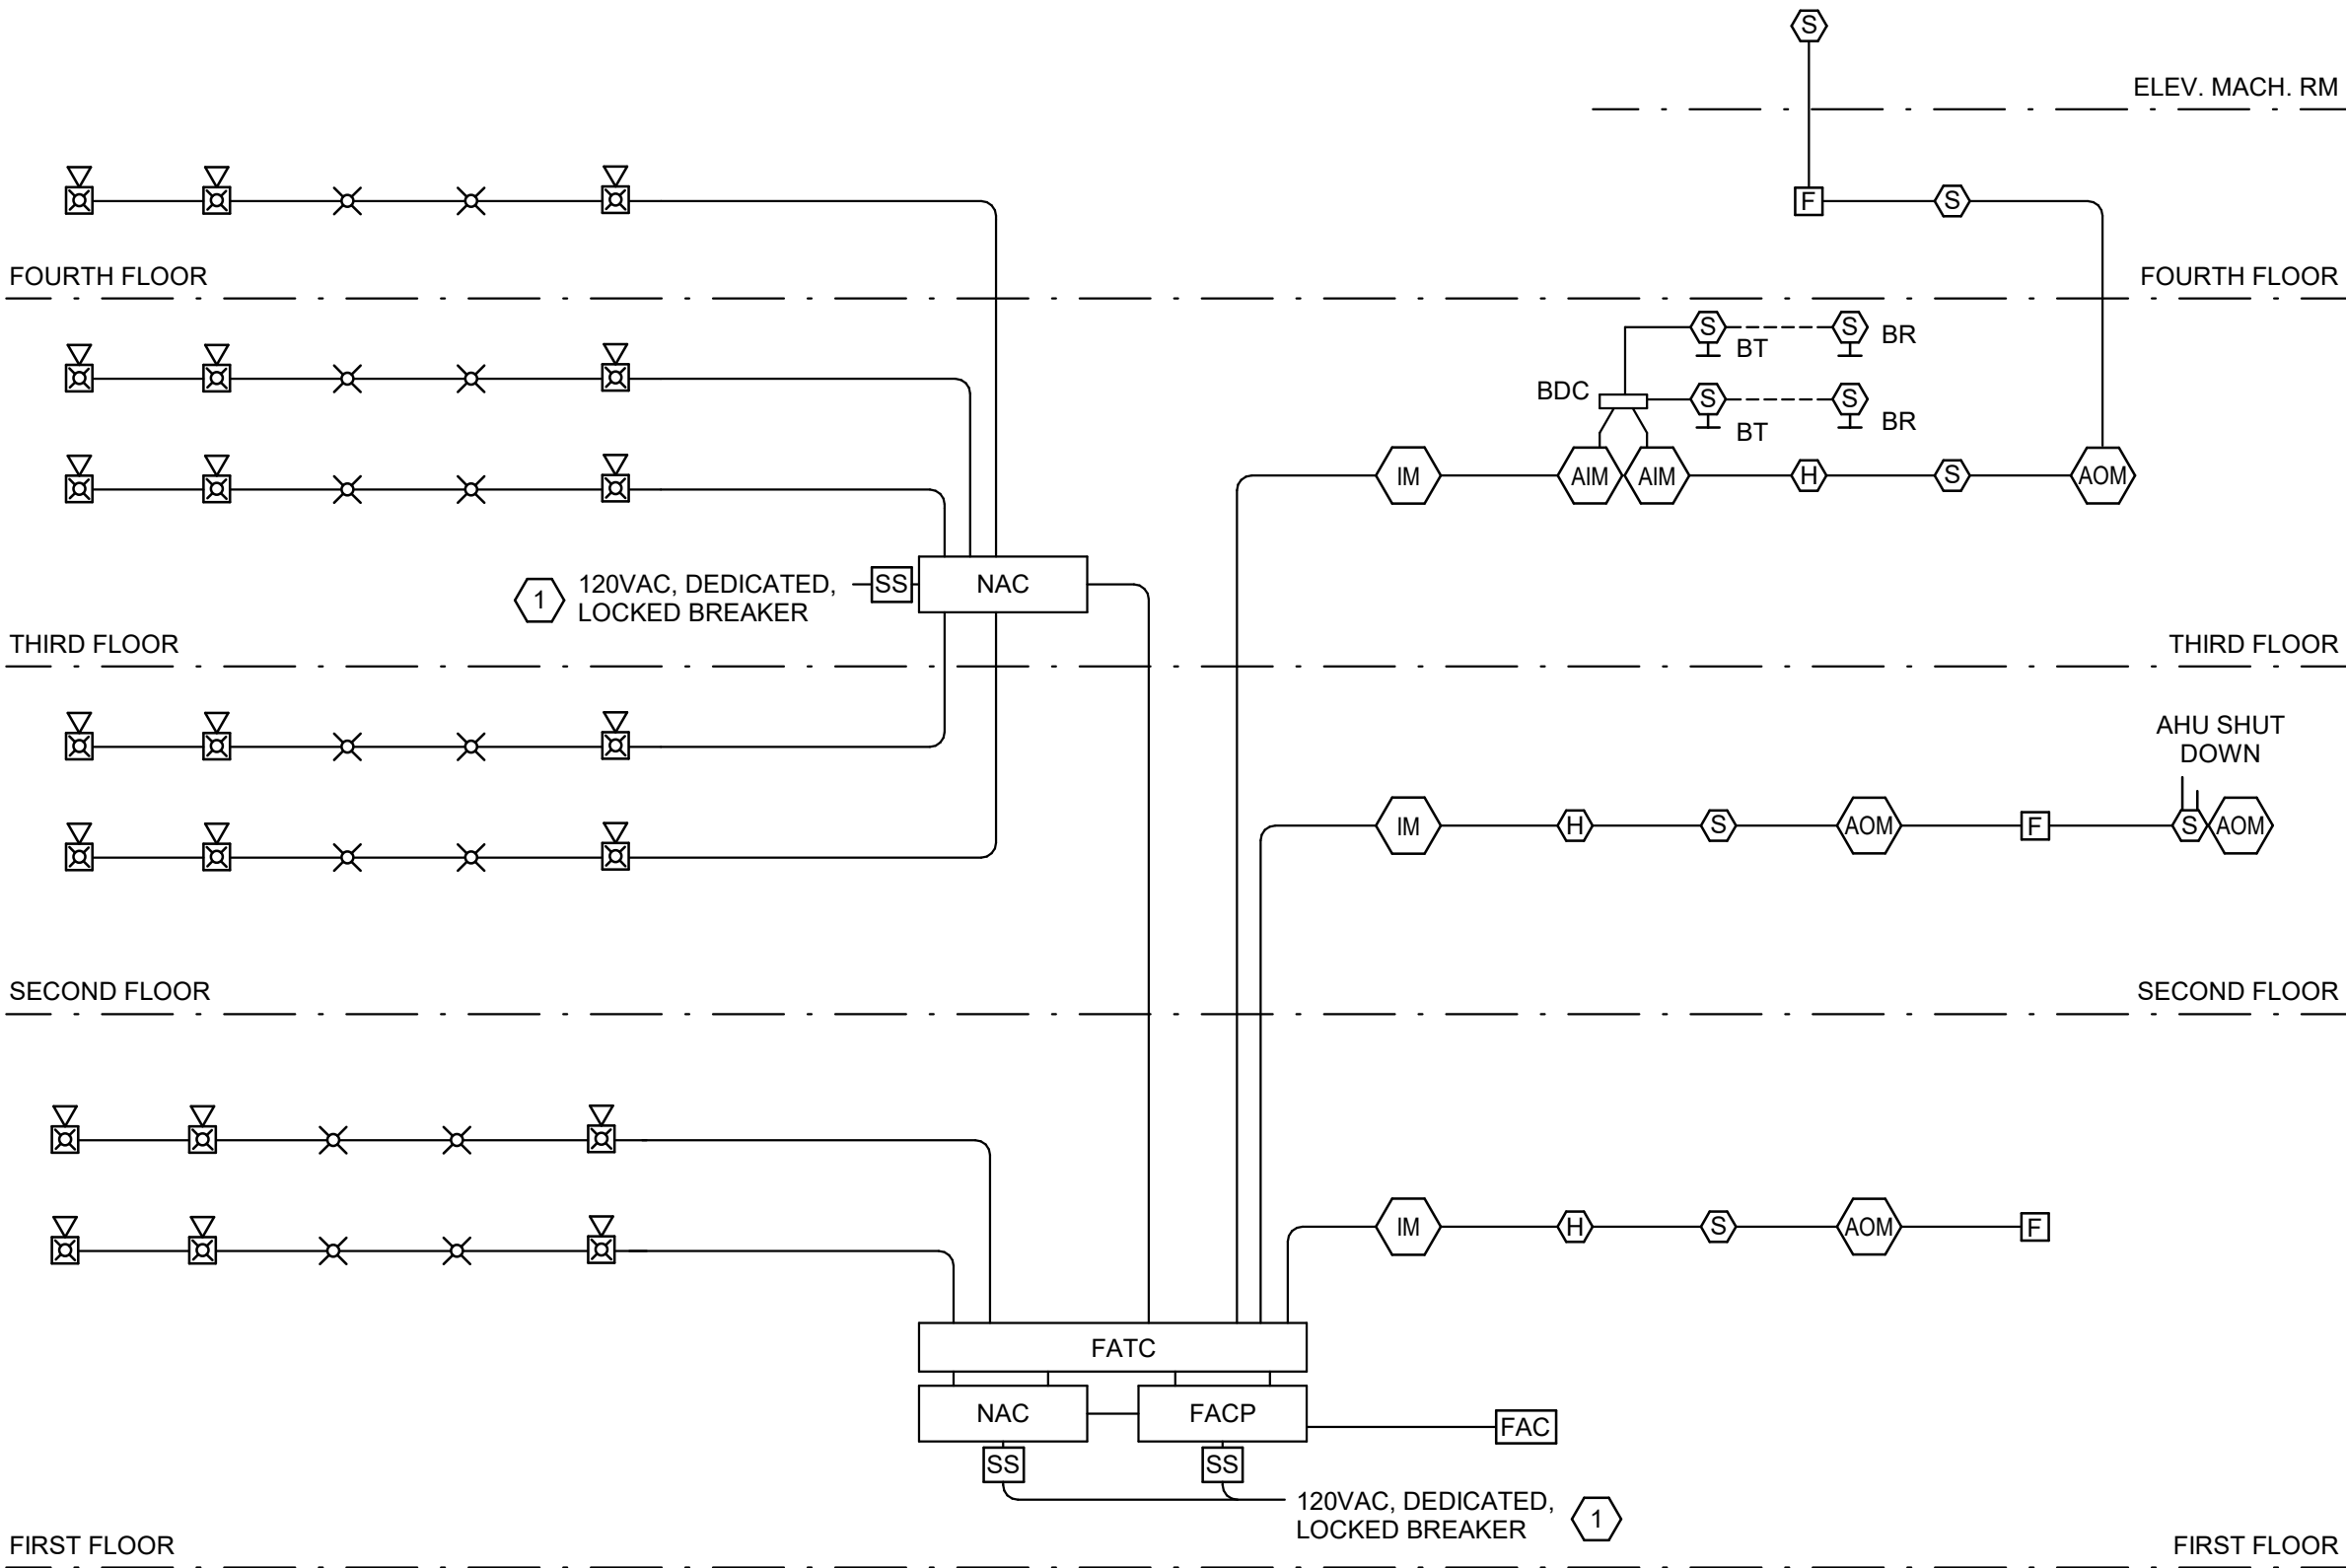 S
ELEV. MACH. RM
F
S
FOURTH FLOOR
FOURTH FLOOR
S
S
BR
BT
BDC
S
S
BR
BT
IM
AIM
AIM
H
S
AOM
1
120VAC, DEDICATED,
LOCKED BREAKER
SS
NAC
THIRD FLOOR
THIRD FLOOR
AHU SHUT
DOWN
IM
H
S
AOM
F
S
AOM
SECOND FLOOR
SECOND FLOOR
IM
H
S
AOM
F
FATC
NAC
FACP
FAC
SS
SS
120VAC, DEDICATED,
LOCKED BREAKER
1
FIRST FLOOR
FIRST FLOOR